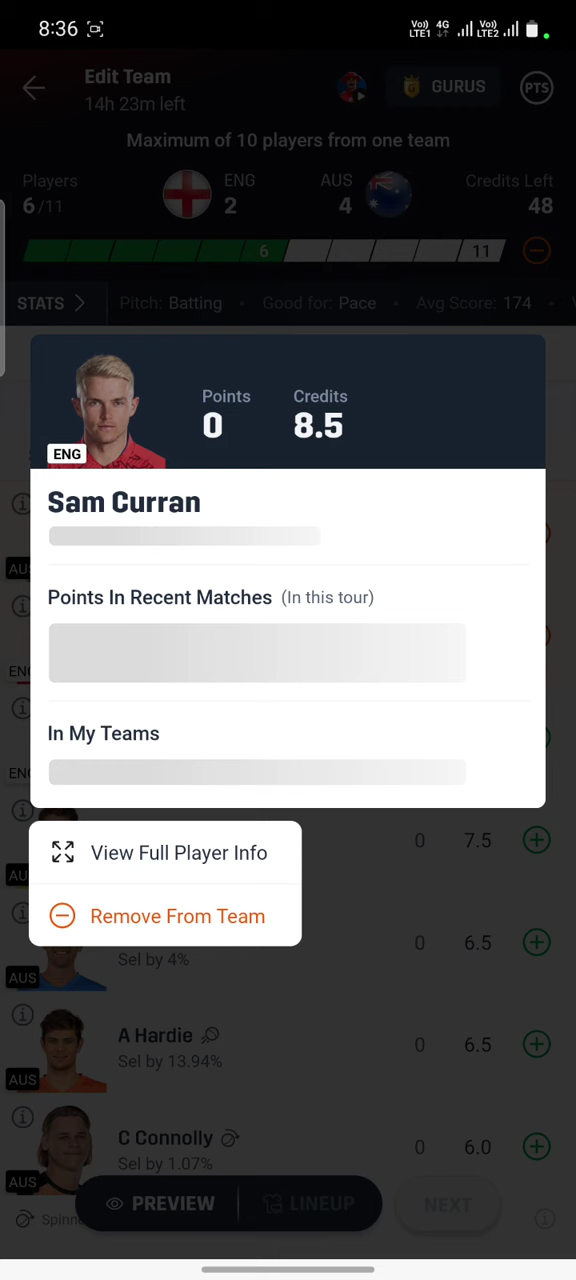 8:36
Vo) LTE1 4G Vo) LTE2
Edit Team
14h 23m left
GURUS
PTS
Maximum of 10 players from one team
Players
6/11
ENG
2
AUS
4
Credits Left
48
6
11
STATS
Pitch: Batting • Good for: Pace • Avg Score: 174
Points
0
Credits
8.5
ENG
Sam Curran
Points In Recent Matches (In this tour)
In My Teams
View Full Player Info
Remove From Team
AUS
ENG
ENG
AUS
0 7.5
Sel by 4%
0 6.5
AUS
A Hardie
Sel by 13.94%
0 6.5
AUS
C Connolly
Sel by 1.07%
0 6.0
AUS
PREVIEW
LINEUP
NEXT